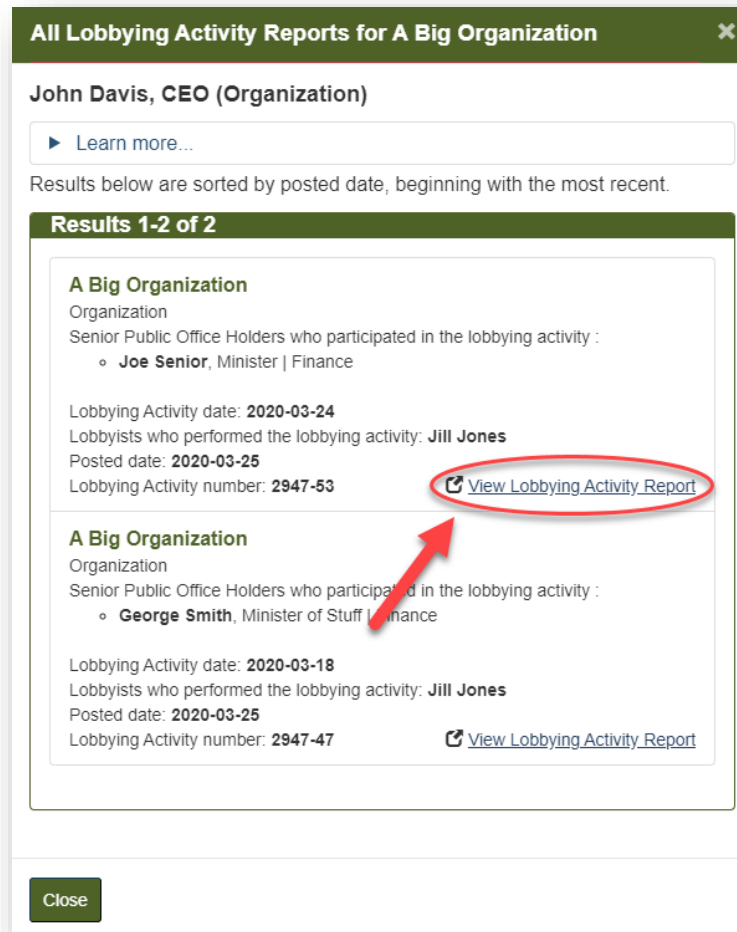 All Lobbying Activity Reports for A Big Organization ×
John Davis, CEO (Organization)
▶ Learn more...
Results below are sorted by posted date, beginning with the most recent.
Results 1-2 of 2
A Big Organization
Organization
Senior Public Office Holders who participated in the lobbying activity :
Joe Senior, Minister | Finance
Lobbying Activity date: 2020-03-24
Lobbyists who performed the lobbying activity: Jill Jones
Posted date: 2020-03-25
Lobbying Activity number: 2947-53 View Lobbying Activity Report
A Big Organization
Organization
Senior Public Office Holders who participated in the lobbying activity :
George Smith, Minister of Stuff | Finance
Lobbying Activity date: 2020-03-18
Lobbyists who performed the lobbying activity: Jill Jones
Posted date: 2020-03-25
Lobbying Activity number: 2947-47 View Lobbying Activity Report
Close